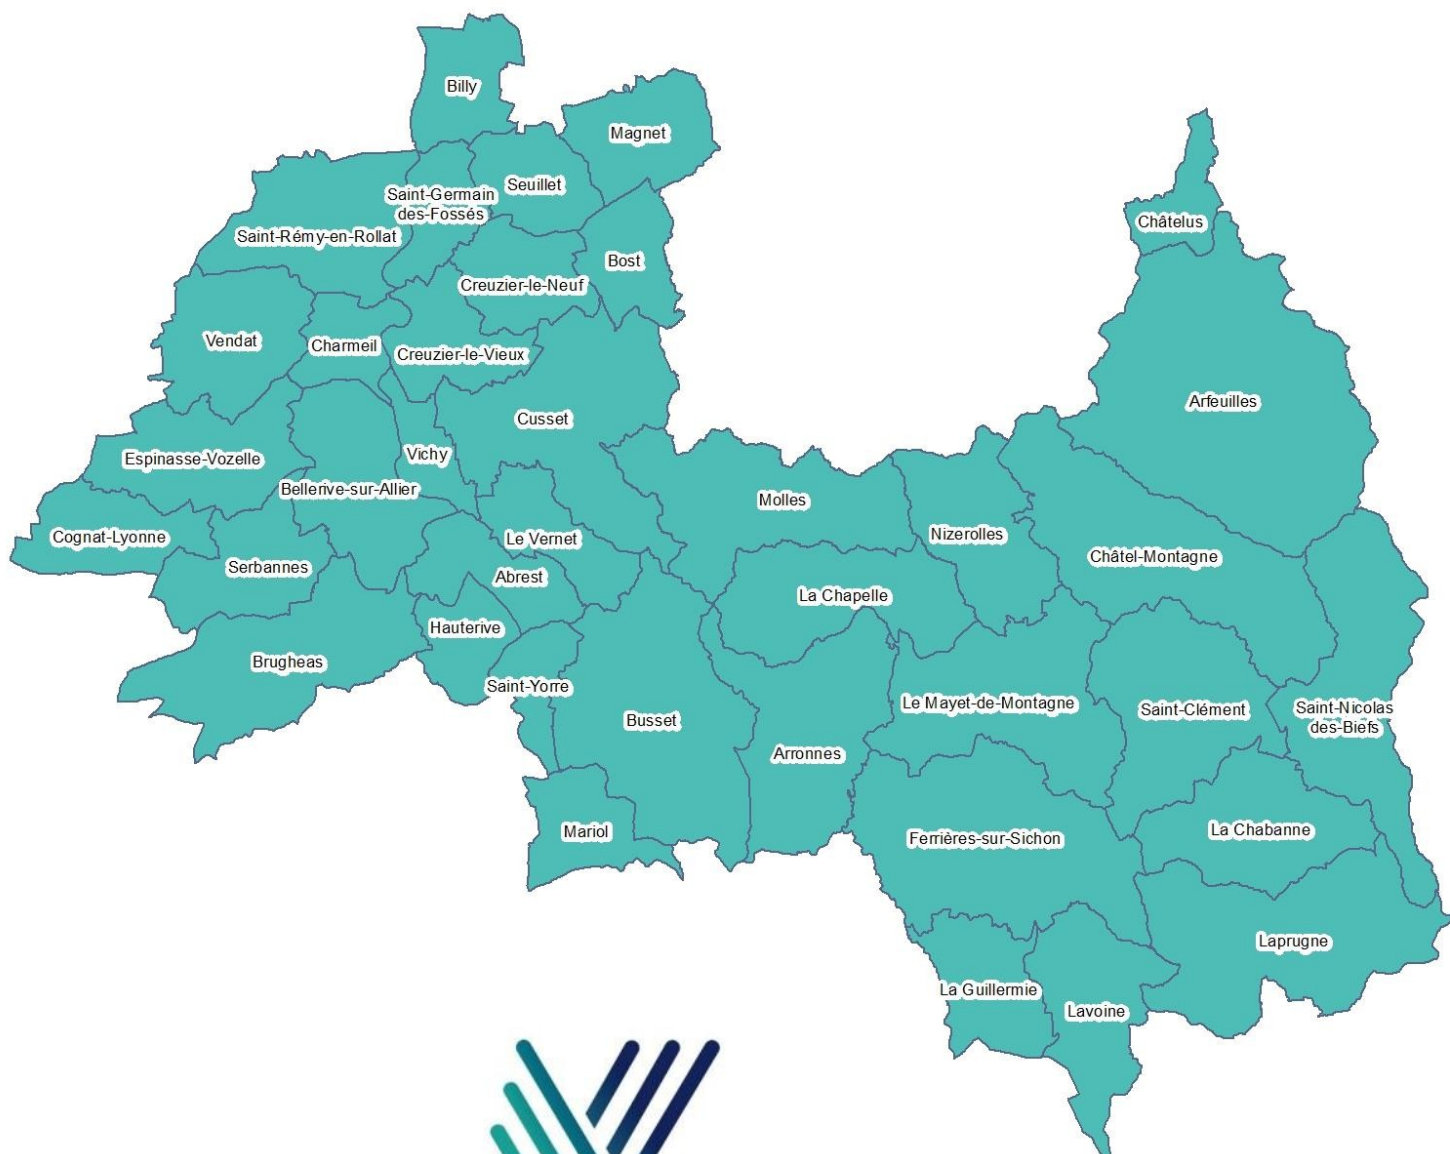 Billy
Magnet
Seuillet
Saint-Germain
des-Fossés
Châtelus
Saint-Rémy-en-Rollat
Bost
Creuzier-le-Neuf
Vendat
Charmeil
Creuzier-le-Vieux
Arfeuilles
Cusset
Vichy
Espinasse-Vozelle
Bellerive-sur-Allier
Molles
Nizerolles
Cognat-Lyonne
Le Vernet
Châtel-Montagne
Serbannes
Abrest
La Chapelle
Hauterive
Brugheas
Saint-Yorre
Busset
Le Mayet-de-Montagne
Saint-Clément
Saint-Nicolas
des-Biefs
Arronnes
Mariol
Ferrières-sur-Sichon
La Chabanne
Laprugne
La Guillermie
Lavoine